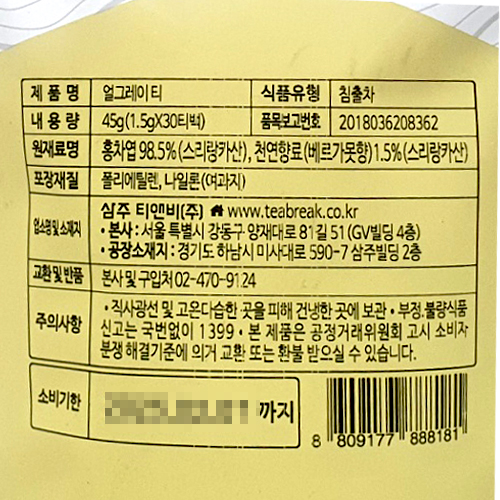 제 품 명 얼그레이 티 식품유형 침출차
내 용 량 45g(1.5gX30티백) 품목보고번호 2018036208362
원재료명 홍차엽 98.5%(스리랑카산), 천연향료(베르가못향)1.5%(스리랑카산)
포장재질 폴리에틸렌, 나일론(여과지)
업소명 및 소재지 삼주 티앤비(주) www.teabreak.co.kr
• 본사 : 서울 특별시 강동구 양재대로 81길 51 (GV빌딩 4층)
• 공장소재지 : 경기도 하남시 미사대로 590-7 삼주빌딩 2층
교환 및 반품 본사 및 구입처 02-470-9124
주의사항 • 직사광선 및 고온다습한 곳을 피해 건냉한 곳에 보관 • 부정.불량식품
신고는 국번없이 1399 • 본 제품은 공정거래위원회 고시 소비자
분쟁 해결기준에 의거 교환 또는 환불 받으실 수 있습니다.
소비기한 까지
8 809177 888181